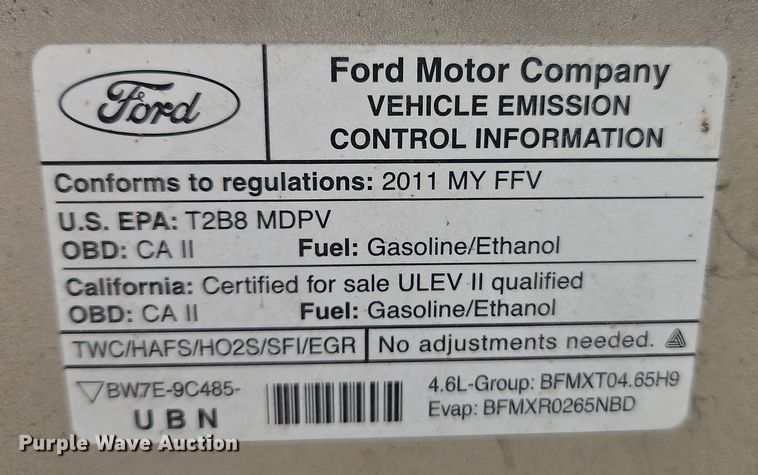 Ford
Ford Motor Company
VEHICLE EMISSION
CONTROL INFORMATION
Conforms to regulations: 2011 MY FFV
U.S. EPA: T2B8 MDPV
OBD: CA II Fuel: Gasoline/Ethanol
California: Certified for sale ULEV II qualified
OBD: CA II Fuel: Gasoline/Ethanol
TWC/HAFS/HO2S/SFI/EGR No adjustments needed.
BW7E-9C485- 4.6L-Group: BFMXT04.65H9
UBN Evap: BFMXR0265NBD
Purple Wave Auction